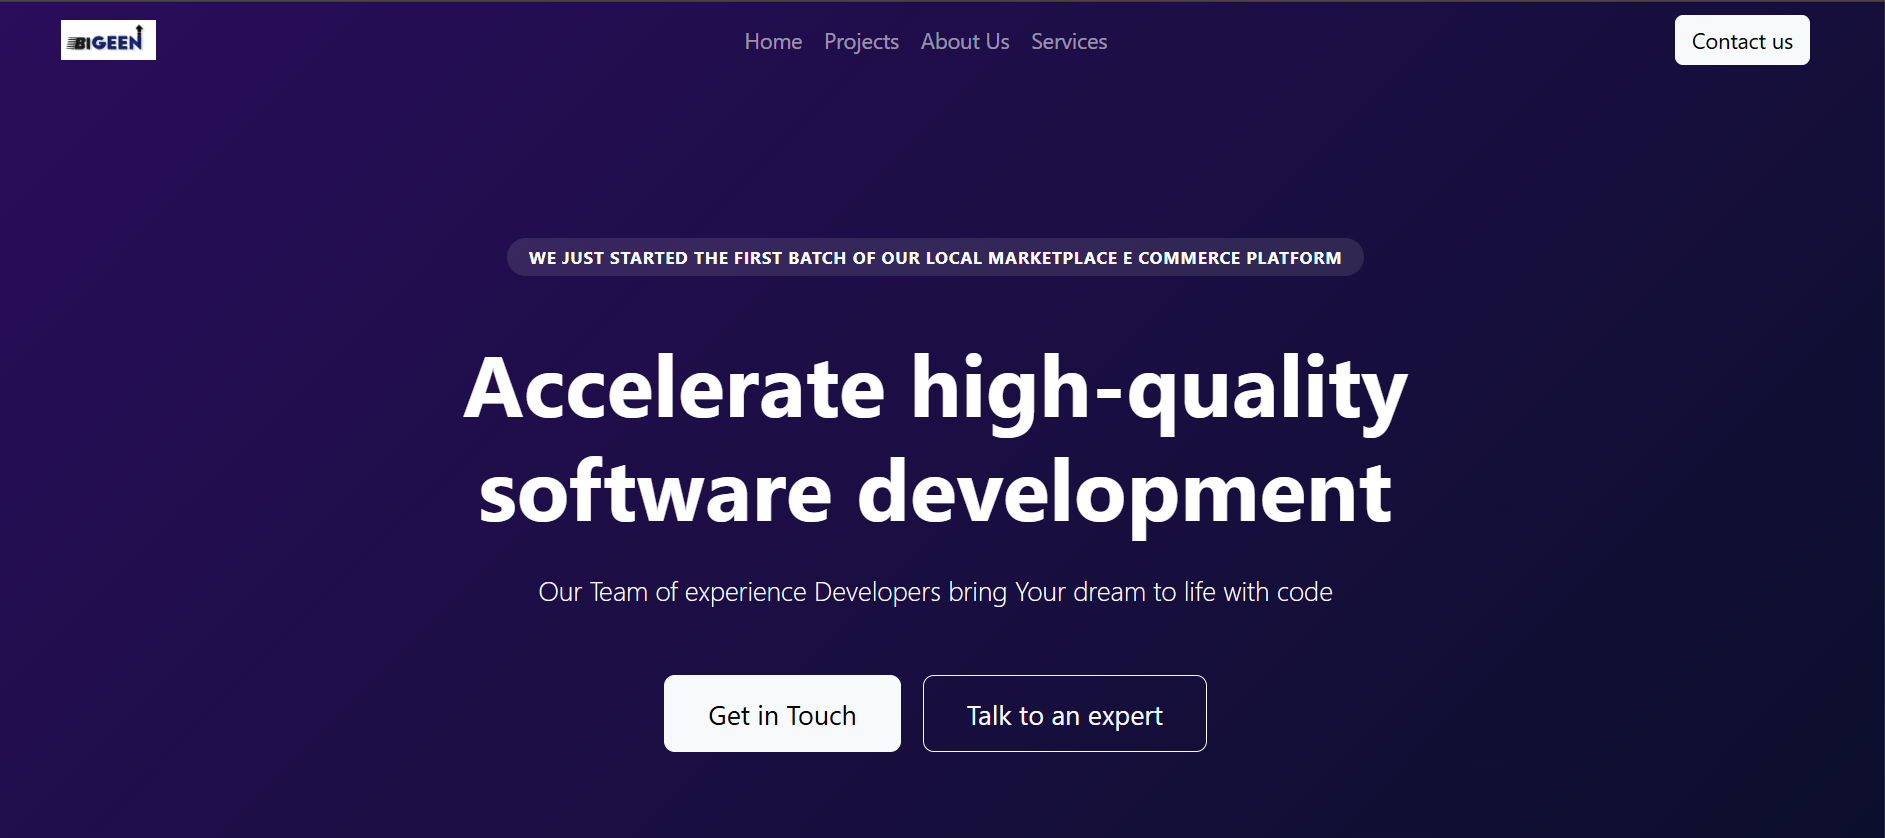 BIGEEN
Home Projects About Us Services
Contact us
WE JUST STARTED THE FIRST BATCH OF OUR LOCAL MARKETPLACE E COMMERCE PLATFORM
Accelerate high-quality
software development
Our Team of experience Developers bring Your dream to life with code
Get in Touch
Talk to an expert